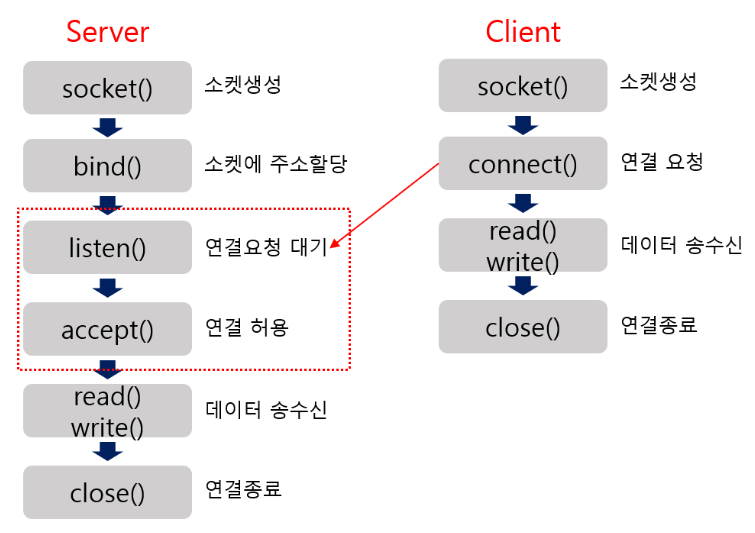 Server
socket()
소켓생성
bind()
소켓에 주소할당
listen()
연결요청 대기
accept()
연결 허용
read()
write()
데이터 송수신
close()
연결종료
Client
socket()
소켓생성
connect()
연결 요청
read()
write()
데이터 송수신
close()
연결종료